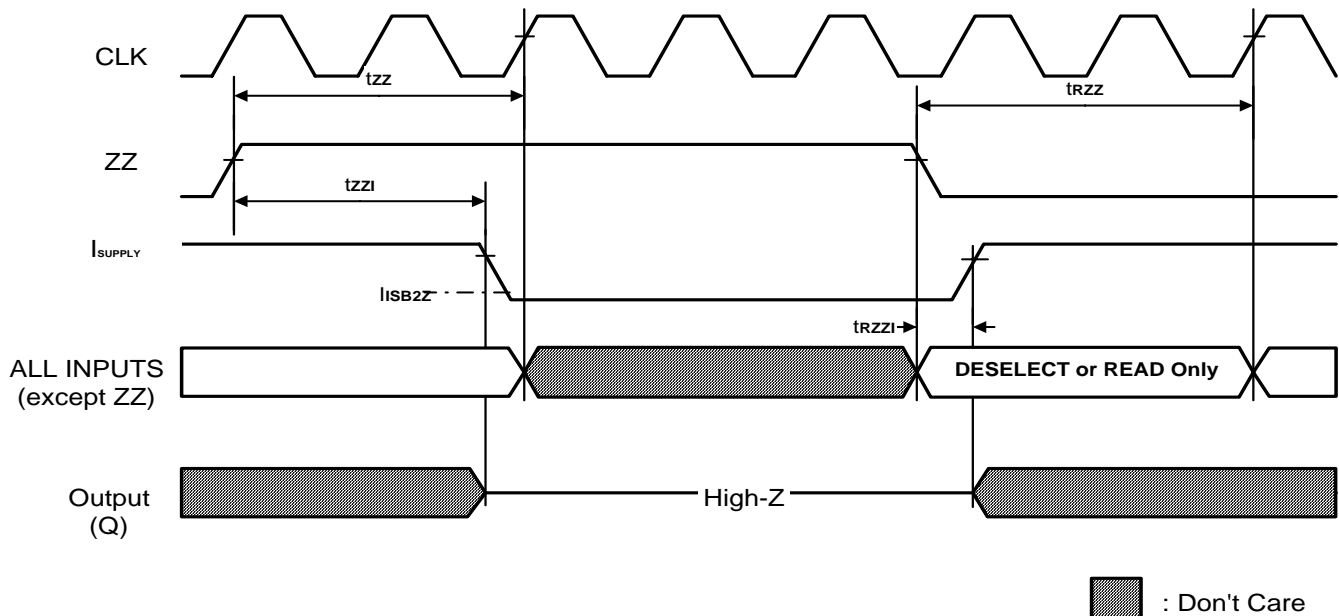 CLK
tzz
tRZZ
ZZ
tzzI
ISUPPLY
IISB2Z
tRZZI
ALL INPUTS
(except ZZ)
DESELECT or READ Only
Output
(Q)
High-Z
: Don't Care